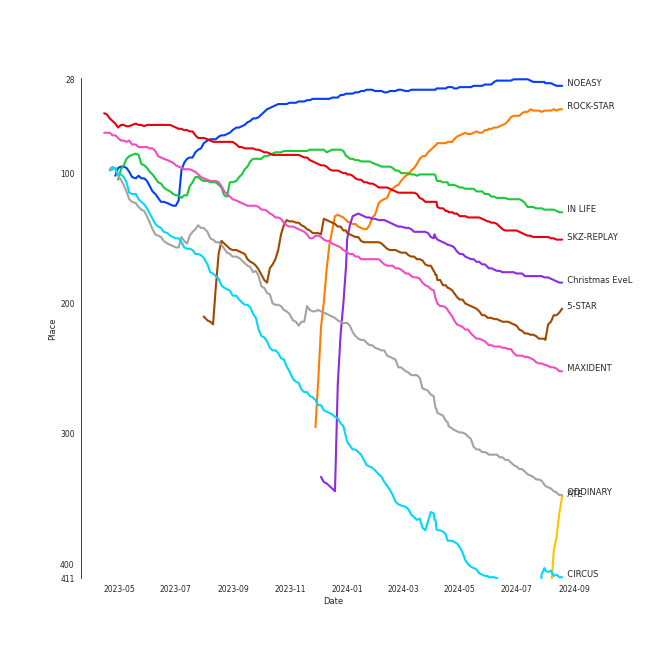 28
100
200
300
400
411
Place
2023-05
2023-07
2023-09
2023-11
2024-01
2024-03
2024-05
2024-07
2024-09
Date
NOEASY
ROCK-STAR
IN LIFE
SKZ-REPLAY
Christmas EveL
5-STAR
MAXIDENT
ODDINARY
ATE
CIRCUS